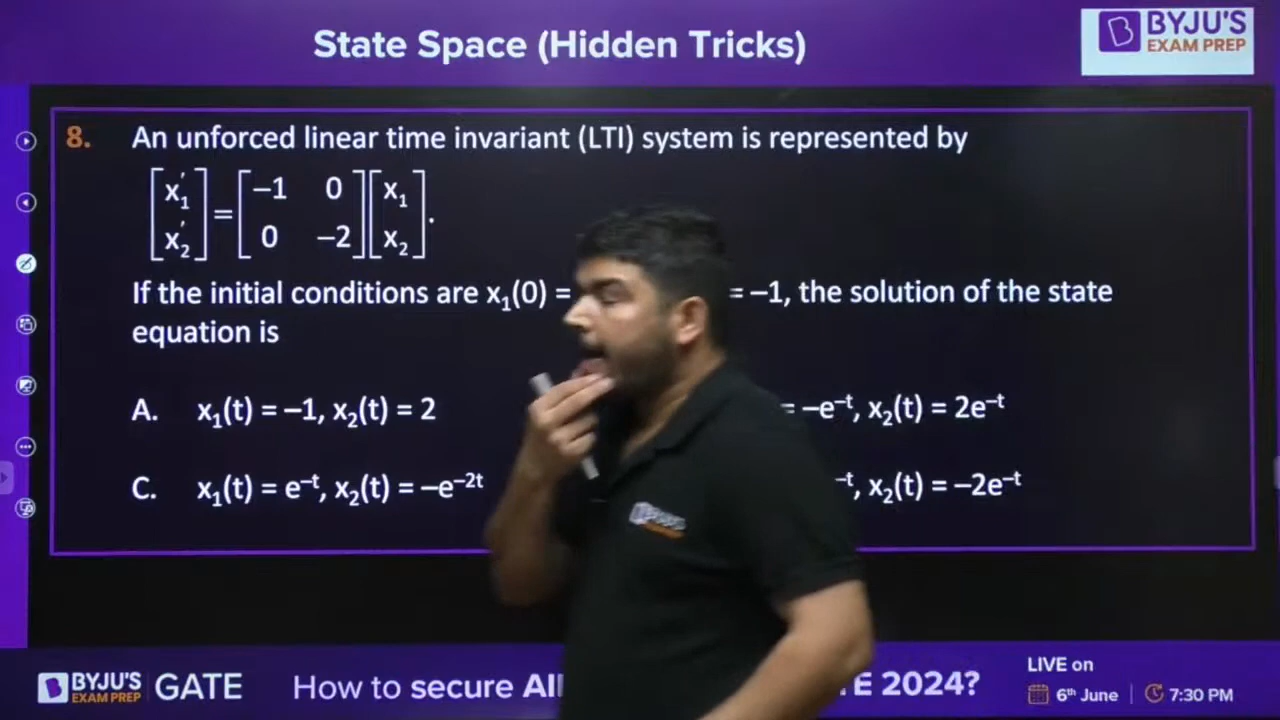 State Space (Hidden Tricks)
BYJU'S
EXAM PREP
8. An unforced linear time invariant (LTI) system is represented by
[x₁′ x₂′] = [–1 0 0 –2] [x₁ x₂].
If the initial conditions are x₁(0) = = –1, the solution of the state
equation is
A. x₁(t) = –1, x₂(t) = 2 = –e⁻ᵗ, x₂(t) = 2e⁻ᵗ
C. x₁(t) = e⁻ᵗ, x₂(t) = –e⁻²ᵗ ⁻ᵗ, x₂(t) = –2e⁻ᵗ
BYJU'S
EXAM PREP
GATE
How to secure E 2024?
LIVE on
6th June | 7:30 PM